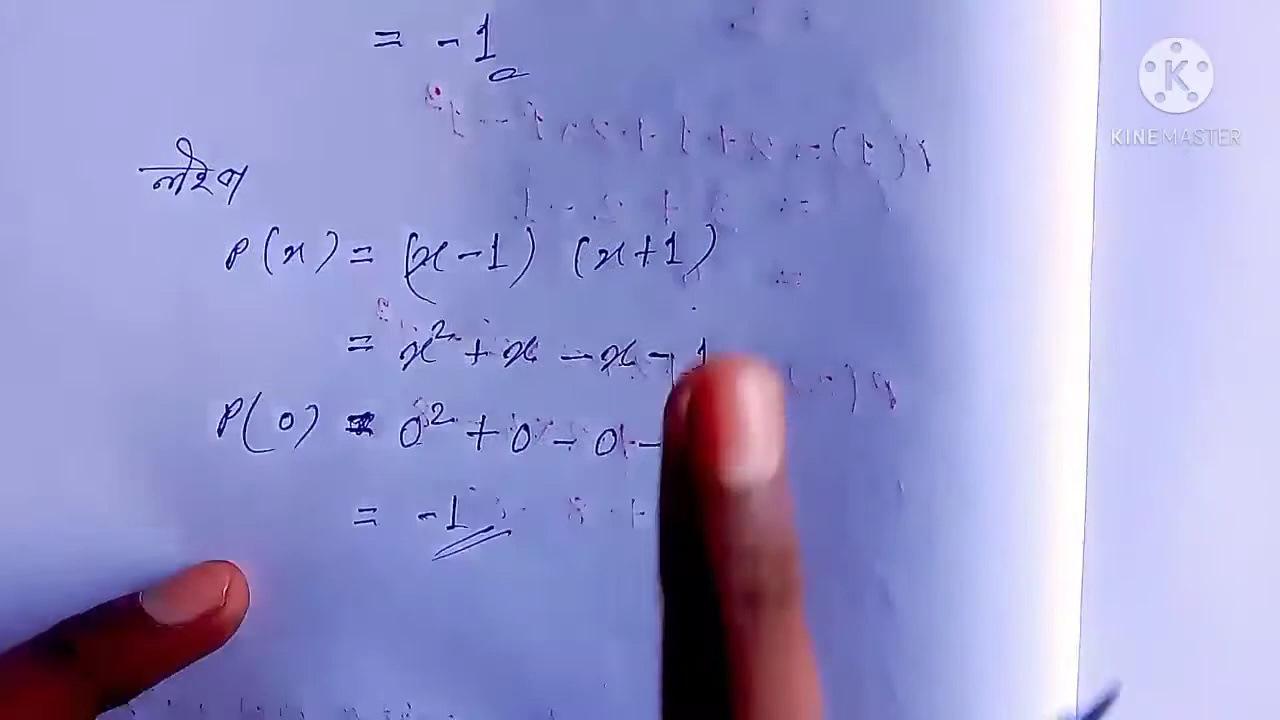 = -1
P(x) = (x-1) (x+1)
= x² + x - x - 1
P(0) = 0² + 0 - 0 -
= -1
K
KINEMASTER